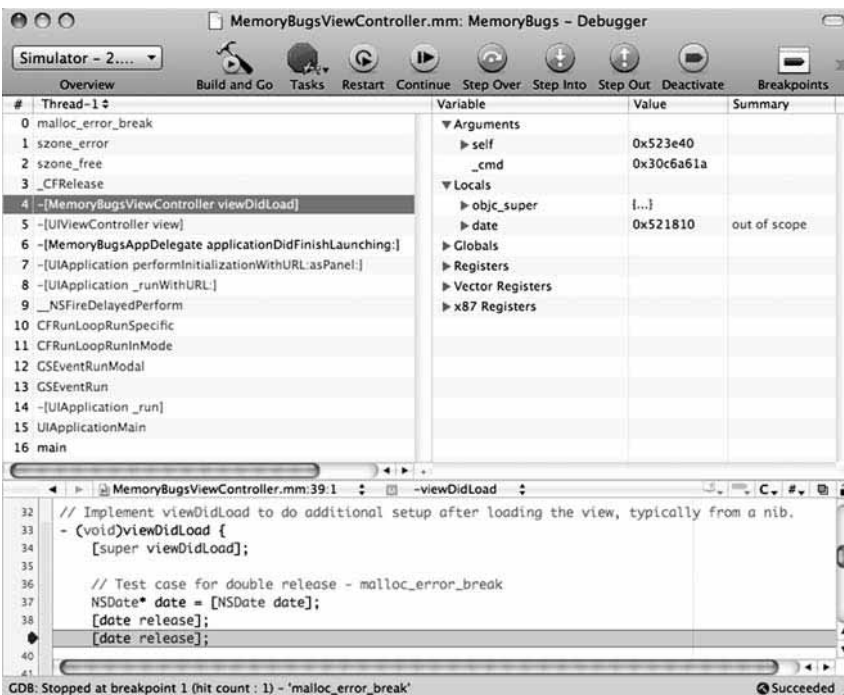 MemoryBugsViewController.mm: MemoryBugs – Debugger
Simulator – 2....
Overview Build and Go Tasks Restart Continue Step Over Step Into Step Out Deactivate Breakpoints
# Thread-1
0 malloc_error_break
1 szone_error
2 szone_free
3 _CFRelease
4 -[MemoryBugsViewController viewDidLoad]
5 -[UIViewController view]
6 -[MemoryBugsAppDelegate applicationDidFinishLaunching:]
7 -[UIApplication performInitializationWithURL:asPanel:]
8 -[UIApplication _runWithURL:]
9 __NSFireDelayedPerform
10 CFRunLoopRunSpecific
11 CFRunLoopRunInMode
12 GSEventRunModal
13 GSEventRun
14 -[UIApplication _run]
15 UIApplicationMain
16 main
Variable Value Summary
Arguments
self 0x523e40
_cmd 0x30c6a61a
Locals
objc_super {...}
date 0x521810 out of scope
Globals
Registers
Vector Registers
x87 Registers
MemoryBugsViewController.mm:39:1 -viewDidLoad C, #,
32 // Implement viewDidLoad to do additional setup after loading the view, typically from a nib.
33 - (void)viewDidLoad {
34 [super viewDidLoad];
35
36 // Test case for double release - malloc_error_break
37 NSDate* date = [NSDate date];
38 [date release];
[date release];
40
41
GDB: Stopped at breakpoint 1 (hit count : 1) - 'malloc_error_break' Succeeded